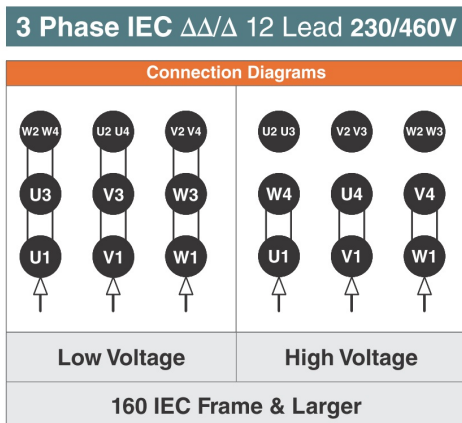 3 Phase IEC ΔΔ/Δ 12 Lead 230/460V
Connection Diagrams
W2 W4 U2 U4 V2 V4 U2 U3 V2 V3 W2 W3
U3 V3 W3 W4 U4 V4
U1 V1 W1 U1 V1 W1
Low Voltage High Voltage
160 IEC Frame & Larger